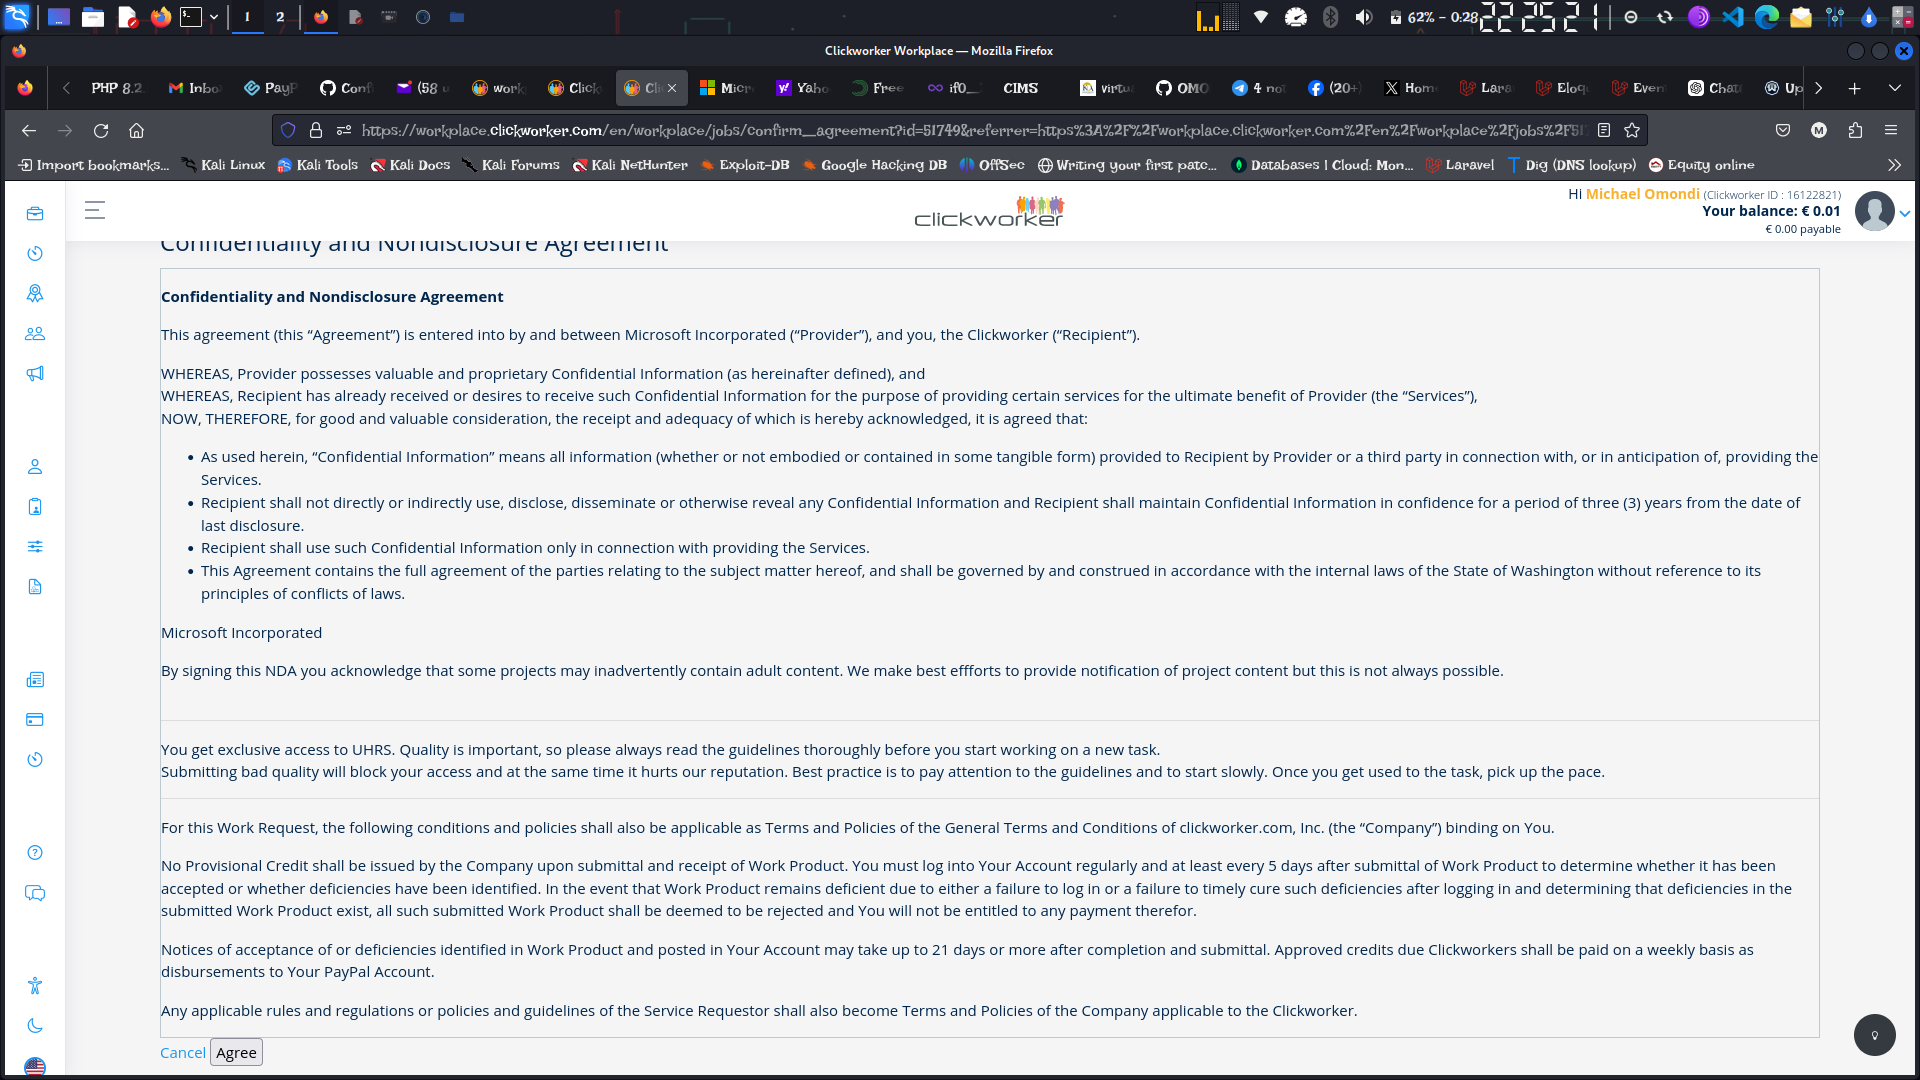 1
2
62% - 0:28
22 25 21
Clickworker Workplace — Mozilla Firefox
PHP 8.2
Inbo
PayP
Conf
(58 u
work
Click
Cli
Micr
Yaho
Free
if0_
CIMS
virtu
OMO
4 not
(20+)
Hom
Lara
Eloq
Even
Chat
Up
https://workplace.clickworker.com/en/workplace/jobs/confirm_agreement?id=51749&referrer=https%3A%2F%2Fworkplace.clickworker.com%2Fen%2Fworkplace%2Fjobs%2F51
M
Import bookmarks...
Kali Linux
Kali Tools
Kali Docs
Kali Forums
Kali NetHunter
Exploit-DB
Google Hacking DB
OffSec
Writing your first patc...
Databases | Cloud: Mon...
Laravel
Dig (DNS lookup)
Equity online
clickworker
Hi Michael Omondi (Clickworker ID : 16122821)
Your balance: € 0.01
€ 0.00 payable
Confidentiality and Nondisclosure Agreement
Confidentiality and Nondisclosure Agreement
This agreement (this “Agreement”) is entered into by and between Microsoft Incorporated (“Provider”), and you, the Clickworker (“Recipient”).
WHEREAS, Provider possesses valuable and proprietary Confidential Information (as hereinafter defined), and
WHEREAS, Recipient has already received or desires to receive such Confidential Information for the purpose of providing certain services for the ultimate benefit of Provider (the “Services”),
NOW, THEREFORE, for good and valuable consideration, the receipt and adequacy of which is hereby acknowledged, it is agreed that:
• As used herein, “Confidential Information” means all information (whether or not embodied or contained in some tangible form) provided to Recipient by Provider or a third party in connection with, or in anticipation of, providing the
Services.
• Recipient shall not directly or indirectly use, disclose, disseminate or otherwise reveal any Confidential Information and Recipient shall maintain Confidential Information in confidence for a period of three (3) years from the date of
last disclosure.
• Recipient shall use such Confidential Information only in connection with providing the Services.
• This Agreement contains the full agreement of the parties relating to the subject matter hereof, and shall be governed by and construed in accordance with the internal laws of the State of Washington without reference to its
principles of conflicts of laws.
Microsoft Incorporated
By signing this NDA you acknowledge that some projects may inadvertently contain adult content. We make best effforts to provide notification of project content but this is not always possible.
You get exclusive access to UHRS. Quality is important, so please always read the guidelines thoroughly before you start working on a new task.
Submitting bad quality will block your access and at the same time it hurts our reputation. Best practice is to pay attention to the guidelines and to start slowly. Once you get used to the task, pick up the pace.
For this Work Request, the following conditions and policies shall also be applicable as Terms and Policies of the General Terms and Conditions of clickworker.com, Inc. (the “Company”) binding on You.
No Provisional Credit shall be issued by the Company upon submittal and receipt of Work Product. You must log into Your Account regularly and at least every 5 days after submittal of Work Product to determine whether it has been
accepted or whether deficiencies have been identified. In the event that Work Product remains deficient due to either a failure to log in or a failure to timely cure such deficiencies after logging in and determining that deficiencies in the
submitted Work Product exist, all such submitted Work Product shall be deemed to be rejected and You will not be entitled to any payment therefor.
Notices of acceptance of or deficiencies identified in Work Product and posted in Your Account may take up to 21 days or more after completion and submittal. Approved credits due Clickworkers shall be paid on a weekly basis as
disbursements to Your PayPal Account.
Any applicable rules and regulations or policies and guidelines of the Service Requestor shall also become Terms and Policies of the Company applicable to the Clickworker.
Cancel Agree